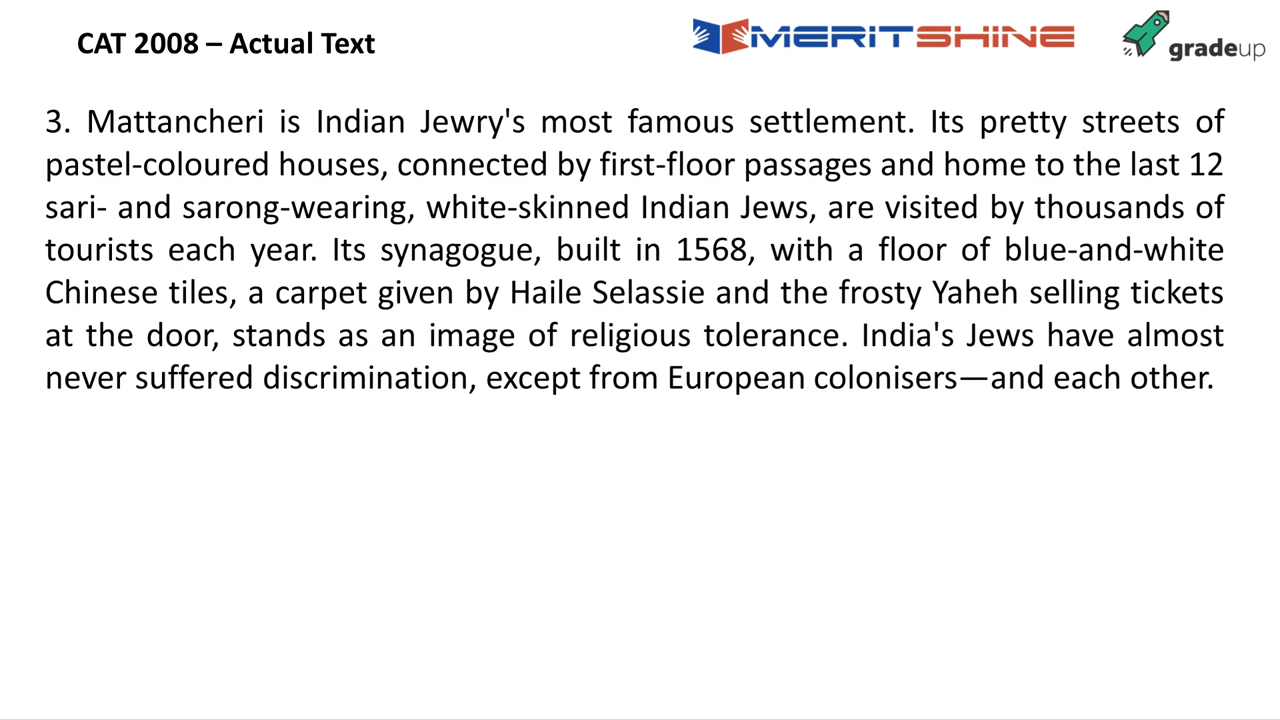 CAT 2008 – Actual Text
MERITSHINE
gradeup
3. Mattancheri is Indian Jewry's most famous settlement. Its pretty streets of
pastel-coloured houses, connected by first-floor passages and home to the last 12
sari- and sarong-wearing, white-skinned Indian Jews, are visited by thousands of
tourists each year. Its synagogue, built in 1568, with a floor of blue-and-white
Chinese tiles, a carpet given by Haile Selassie and the frosty Yaheh selling tickets
at the door, stands as an image of religious tolerance. India's Jews have almost
never suffered discrimination, except from European colonisers—and each other.